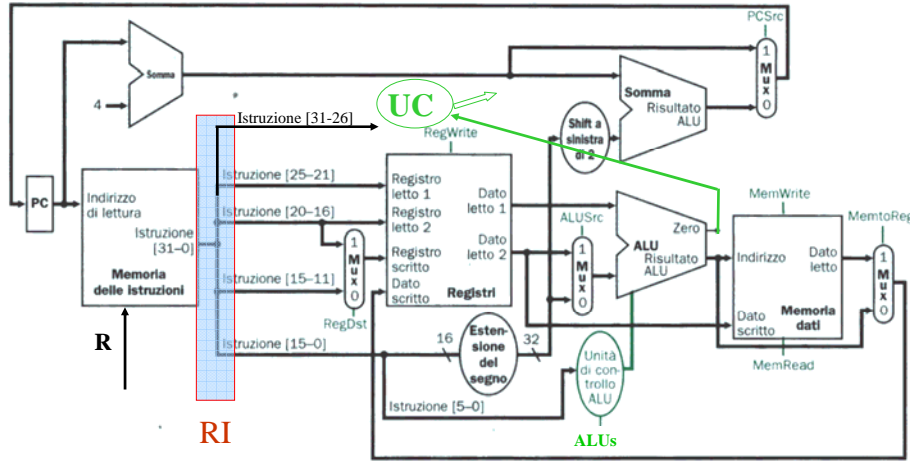 PCSrc
Somma
4
1
Mux
0
Somma
Risultato
ALU
UC
Istruzione [31-26]
RegWrite
Shift a
sinistra
di 2
Istruzione [25–21]
Registro
letto 1
Dato
letto 1
PC
Indirizzo
di lettura
Istruzione [20–16]
Registro
letto 2
Istruzione
[31–0]
Memoria
delle istruzioni
1
Mux
0
RegDst
Registro
scritto
Dato
scritto
Dato
letto 2
Registri
ALUSrc
1
Mux
0
Zero
ALU
Risultato
ALU
MemWrite
MemtoReg
Indirizzo
Dato
letto
1
Mux
0
Dato
scritto
Memoria
dati
MemRead
Istruzione [15–11]
R
Istruzione [15–0]
16
Esten-
sione del
segno
32
Unità
di con-
trollo
ALU
Istruzione [5–0]
RI
ALUs